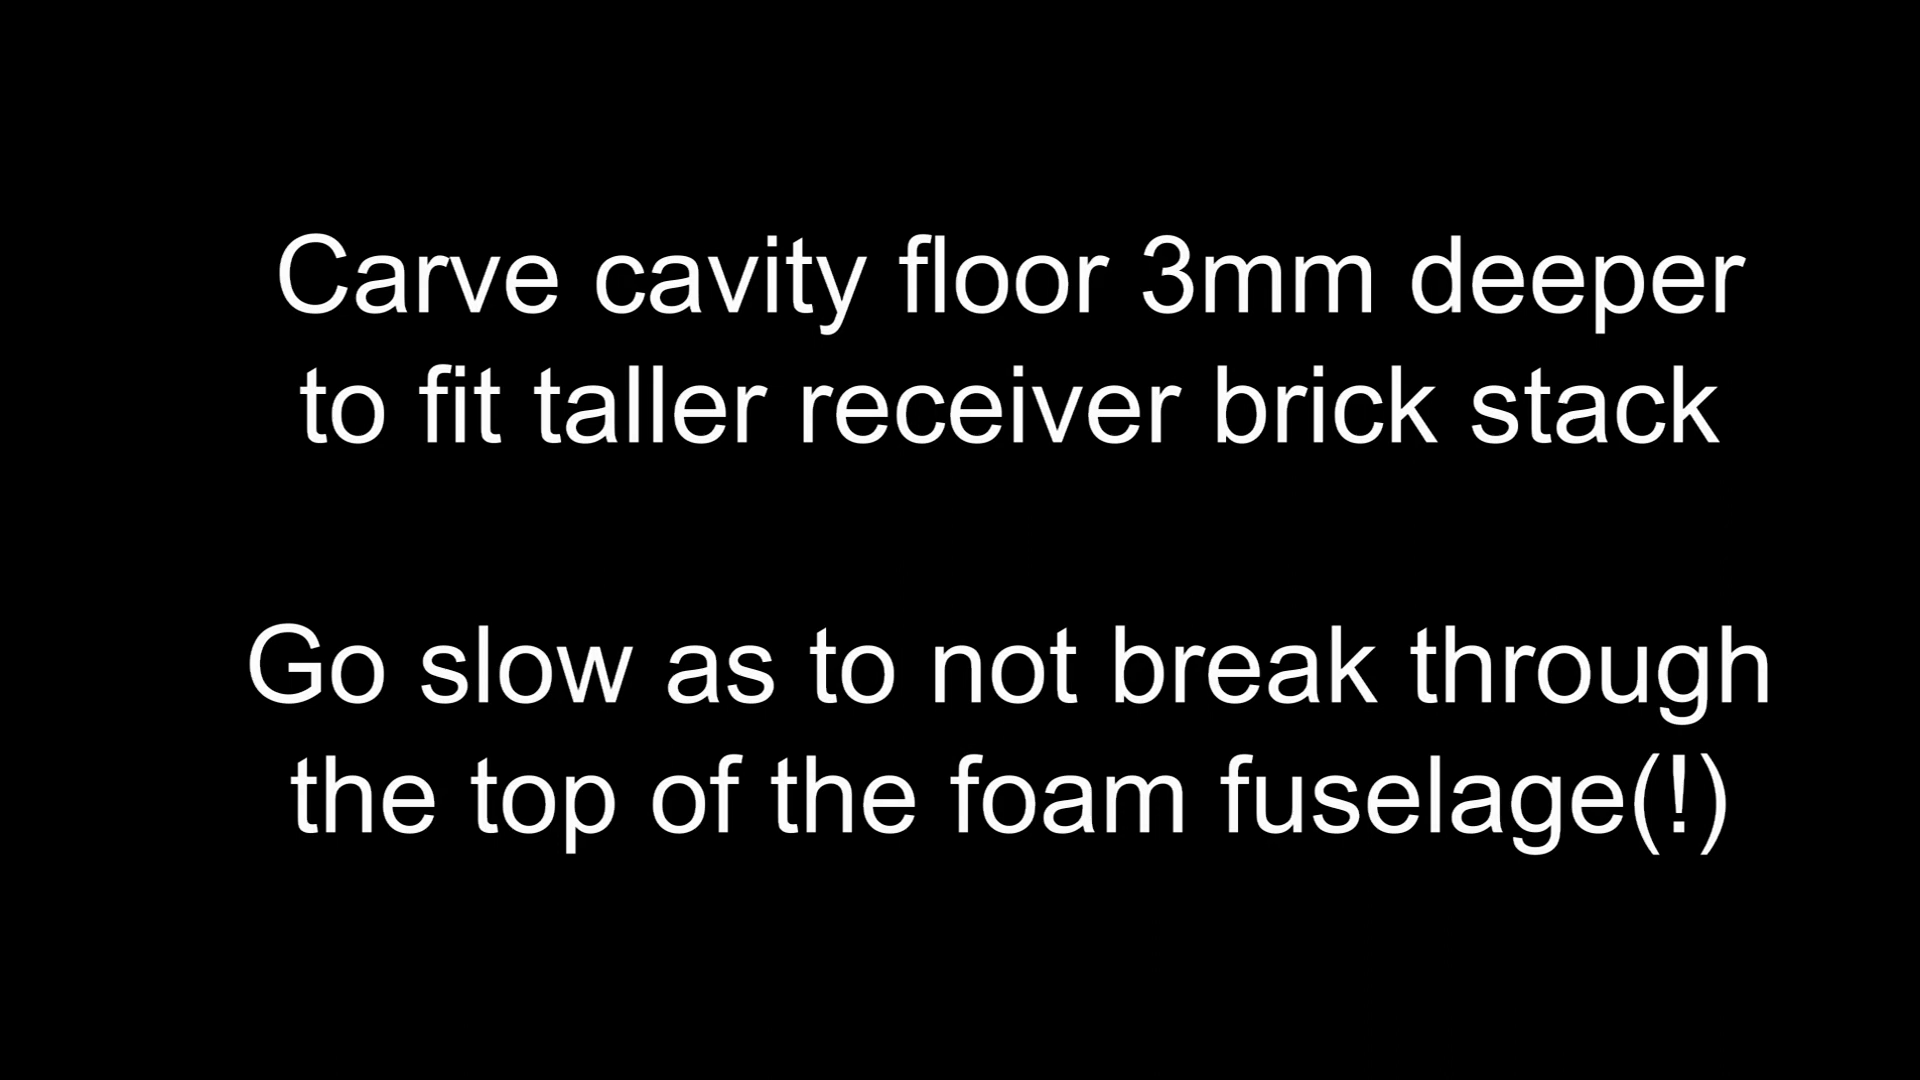 Carve cavity floor 3mm deeper
to fit taller receiver brick stack
Go slow as to not break through
the top of the foam fuselage(!)